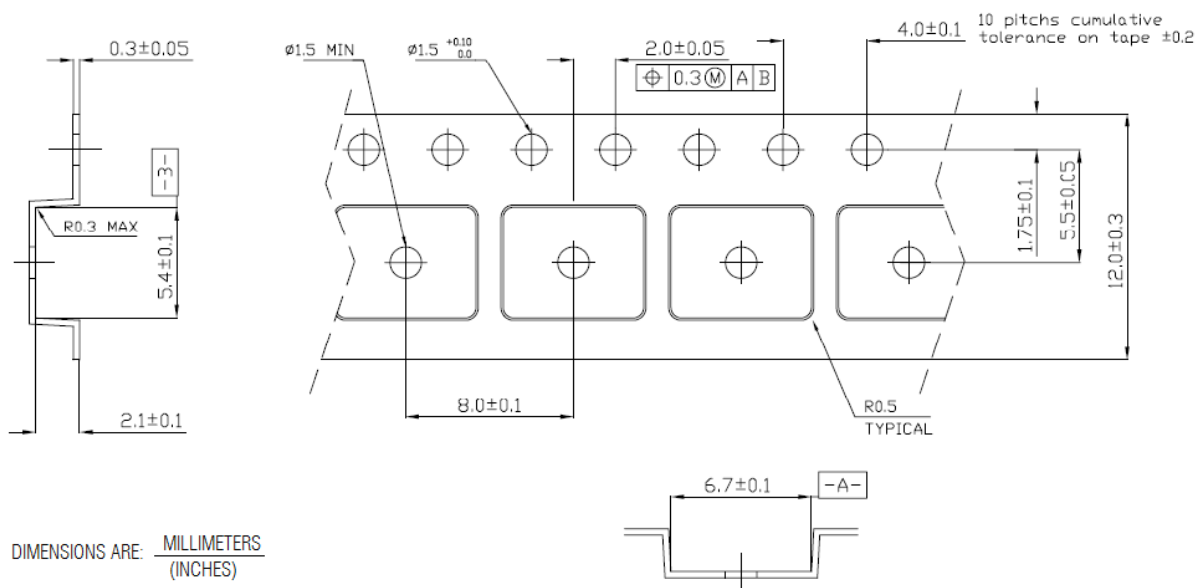 0.3±0.05
ø1.5 MIN
ø1.5 +0.10 0.0
2.0±0.05
⌖ 0.3 Ⓜ A B
4.0±0.1
10 pitchs cumulative
tolerance on tape ±0.2
-3-
R0.3 MAX
5.4±0.1
2.1±0.1
1.75±0.1
5.5±0.05
12.0±0.3
8.0±0.1
R0.5
TYPICAL
6.7±0.1
-A-
DIMENSIONS ARE: MILLIMETERS
(INCHES)